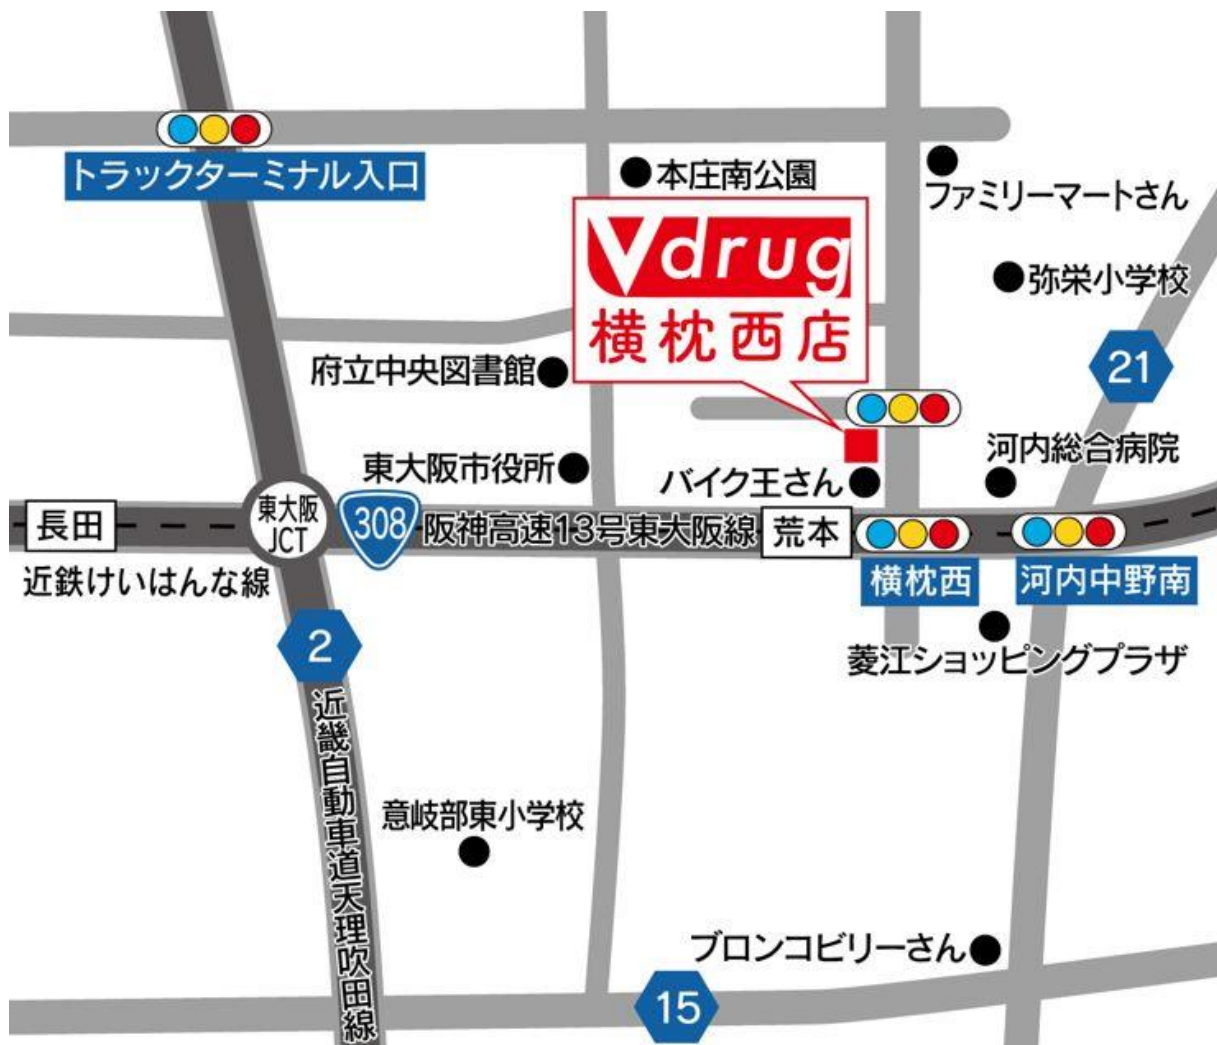 トラックターミナル入口
本庄南公園
ファミリーマートさん
Vdrug
横枕西店
弥栄小学校
府立中央図書館
21
東大阪市役所
バイク王さん
河内総合病院
長田
東大阪
JCT
308
阪神高速13号東大阪線
荒本
近鉄けいはんな線
横枕西
河内中野南
2
菱江ショッピングプラザ
近畿自動車道天理吹田線
意岐部東小学校
ブロンコビリーさん
15